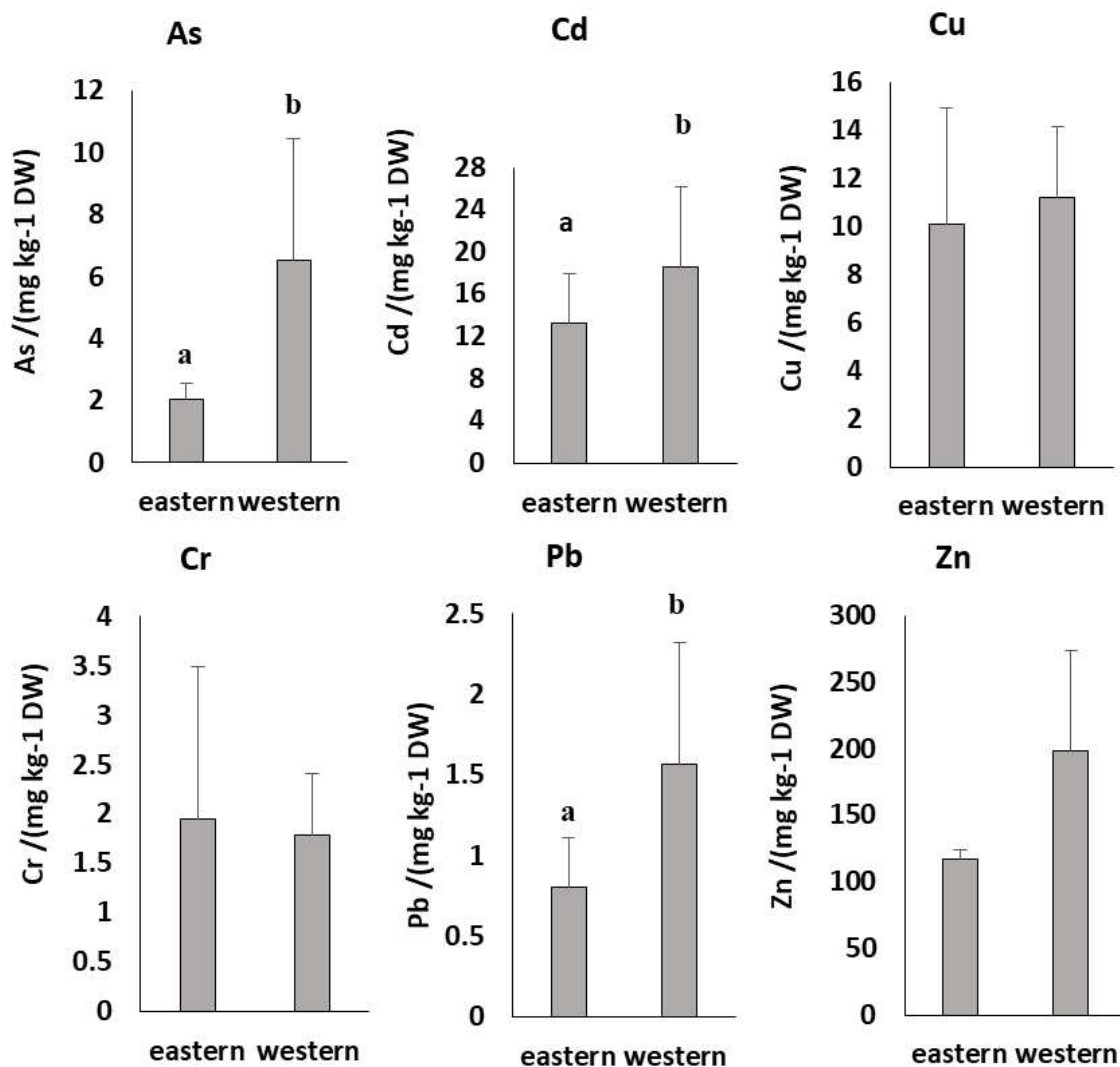 As
As /(mg kg-1 DW)
12
10
8
6
4
2
0
a
b
eastern western
Cd
Cd /(mg kg-1 DW)
28
24
20
16
12
8
4
0
a
b
eastern western
Cu
Cu /(mg kg-1 DW)
16
14
12
10
8
6
4
2
0
eastern western
Cr
Cr /(mg kg-1 DW)
4
3.5
3
2.5
2
1.5
1
0.5
0
eastern western
Pb
Pb /(mg kg-1 DW)
2.5
2
1.5
1
0.5
0
a
b
eastern western
Zn
Zn /(mg kg-1 DW)
300
250
200
150
100
50
0
eastern western